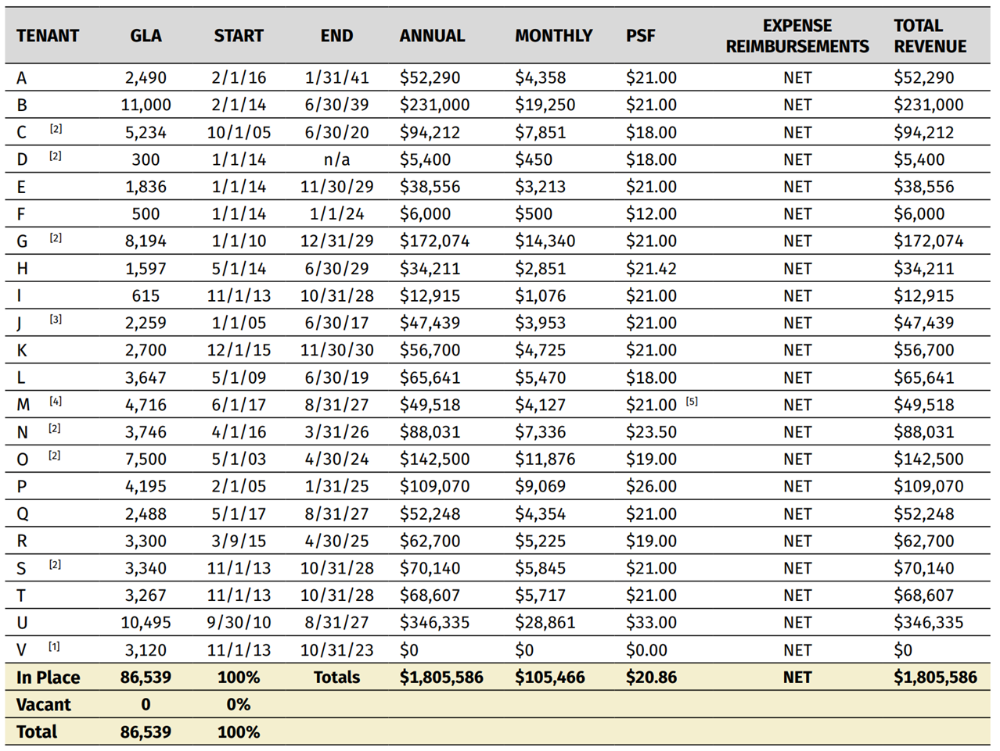 TENANT GLA START END ANNUAL MONTHLY PSF EXPENSE REIMBURSEMENTS TOTAL REVENUE
A 2,490 2/1/16 1/31/41 $52,290 $4,358 $21.00 NET $52,290
B 11,000 2/1/14 6/30/39 $231,000 $19,250 $21.00 NET $231,000
C [2] 5,234 10/1/05 6/30/20 $94,212 $7,851 $18.00 NET $94,212
D [2] 300 1/1/14 n/a $5,400 $450 $18.00 NET $5,400
E 1,836 1/1/14 11/30/29 $38,556 $3,213 $21.00 NET $38,556
F 500 1/1/14 1/1/24 $6,000 $500 $12.00 NET $6,000
G [2] 8,194 1/1/10 12/31/29 $172,074 $14,340 $21.00 NET $172,074
H 1,597 5/1/14 6/30/29 $34,211 $2,851 $21.42 NET $34,211
I 615 11/1/13 10/31/28 $12,915 $1,076 $21.00 NET $12,915
J [3] 2,259 1/1/05 6/30/17 $47,439 $3,953 $21.00 NET $47,439
K 2,700 12/1/15 11/30/30 $56,700 $4,725 $21.00 NET $56,700
L 3,647 5/1/09 6/30/19 $65,641 $5,470 $18.00 NET $65,641
M [4] 4,716 6/1/17 8/31/27 $49,518 $4,127 $21.00 [5] NET $49,518
N [2] 3,746 4/1/16 3/31/26 $88,031 $7,336 $23.50 NET $88,031
O [2] 7,500 5/1/03 4/30/24 $142,500 $11,876 $19.00 NET $142,500
P 4,195 2/1/05 1/31/25 $109,070 $9,069 $26.00 NET $109,070
Q 2,488 5/1/17 8/31/27 $52,248 $4,354 $21.00 NET $52,248
R 3,300 3/9/15 4/30/25 $62,700 $5,225 $19.00 NET $62,700
S [2] 3,340 11/1/13 10/31/28 $70,140 $5,845 $21.00 NET $70,140
T 3,267 11/1/13 10/31/28 $68,607 $5,717 $21.00 NET $68,607
U 10,495 9/30/10 8/31/27 $346,335 $28,861 $33.00 NET $346,335
V [1] 3,120 11/1/13 10/31/23 $0 $0 $0.00 NET $0
In Place 86,539 100% Totals $1,805,586 $105,466 $20.86 NET $1,805,586
Vacant 0 0%
Total 86,539 100%